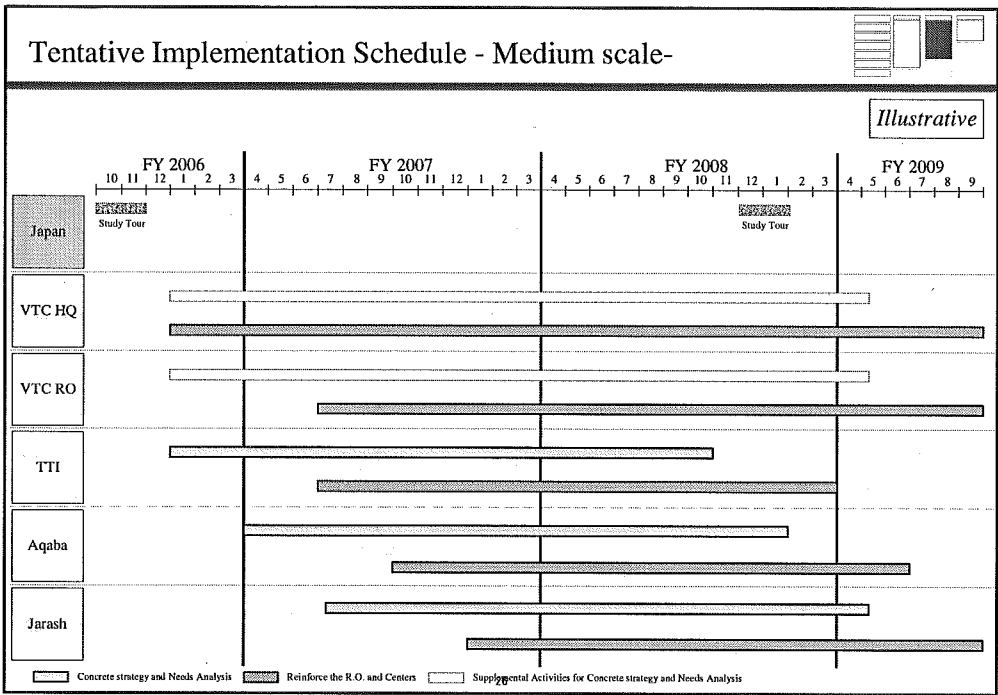 Tentative Implementation Schedule - Medium scale-
Illustrative
FY 2006 FY 2007 FY 2008 FY 2009
10 11 12 1 2 3 4 5 6 7 8 9 10 11 12 1 2 3 4 5 6 7 8 9 10 11 12 1 2 3 4 5 6 7 8 9
Japan
Study Tour Study Tour
VTC HQ
VTC RO
TTI
Aqaba
Jarash
Concrete strategy and Needs Analysis Reinforce the R.O. and Centers Supplemental Activities for Concrete strategy and Needs Analysis
26